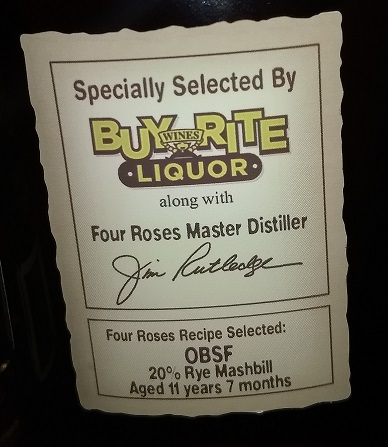 Specially Selected By
BUY WINES RITE
·LIQUOR·
along with
Four Roses Master Distiller
Jim Rutledge
Four Roses Recipe Selected:
OBSF
20% Rye Mashbill
Aged 11 years 7 months